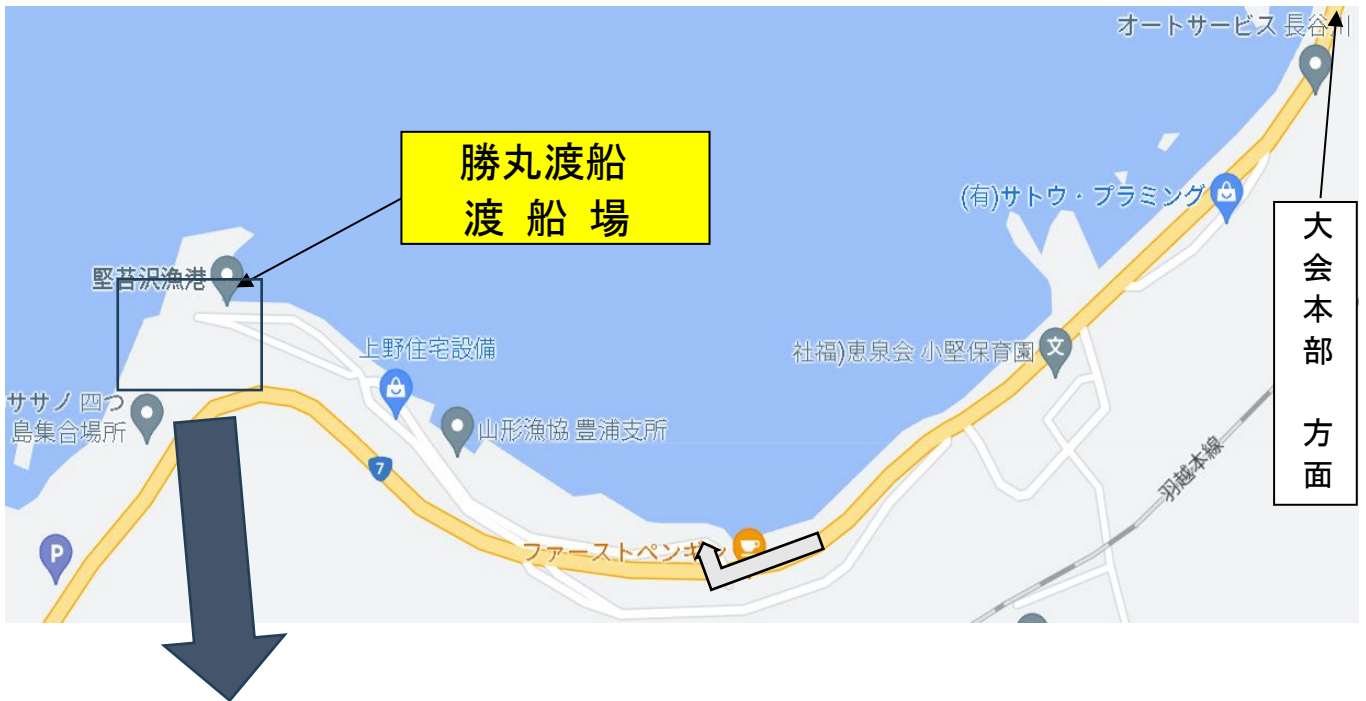 オートサービス 長谷川
勝丸渡船
渡 船 場
(有)サトウ・プラミング
大会本部 方面
堅苔沢漁港
上野住宅設備
社福)恵泉会 小堅保育園
文
ササノ 四つ
島集合場所
山形漁協 豊浦支所
7
羽越本線
P
ファーストペンギン